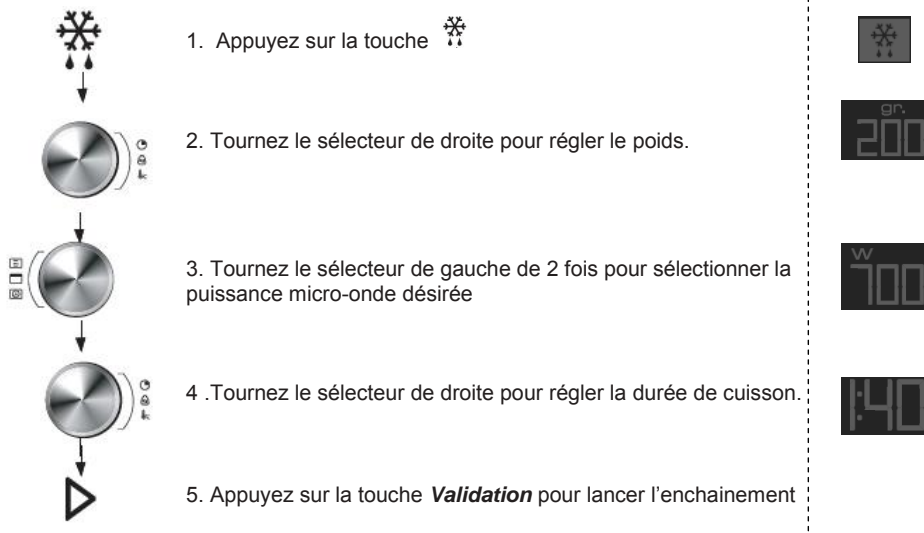 1. Appuyez sur la touche
gr.
200
2. Tournez le sélecteur de droite pour régler le poids.
W
700
3. Tournez le sélecteur de gauche de 2 fois pour sélectionner la
puissance micro-onde désirée
1:40
4 .Tournez le sélecteur de droite pour régler la durée de cuisson.
5. Appuyez sur la touche Validation pour lancer l’enchainement